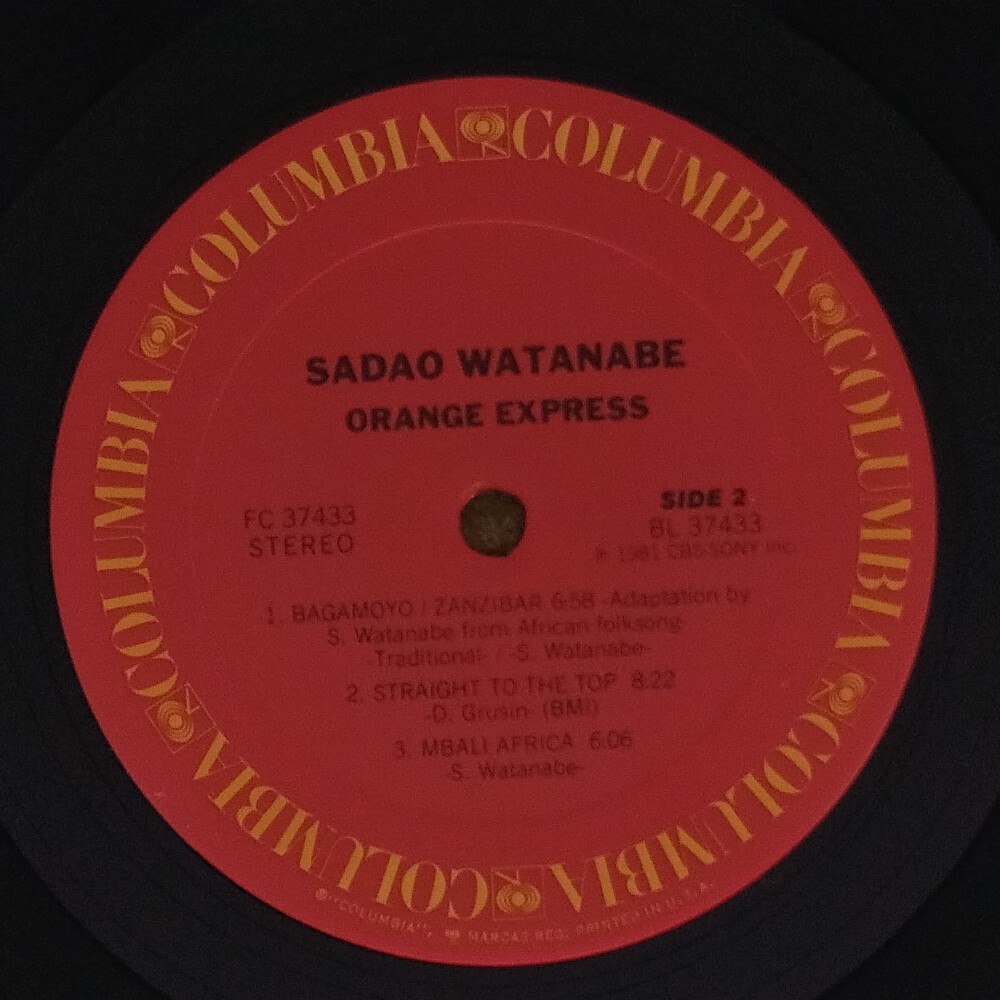 COLUMBIA COLUMBIA COLUMBIA COLUMBIA COLUMBIA COLUMBIA
SADAO WATANABE
ORANGE EXPRESS
FC 37433
STEREO
SIDE 2
BL 37433
℗ 1981 CBS/SONY Inc.
1. BAGAMOYO / ZANZIBAR 6:58 -Adaptation by
S. Watanabe from African folksong-
-Traditional- / -S. Watanabe-
2. STRAIGHT TO THE TOP 8:22
-D. Grusin- (BMI)
3. MBALI AFRICA 6:06
-S. Watanabe-
®"COLUMBIA", MARCAS REG. PRINTED IN U.S.A.